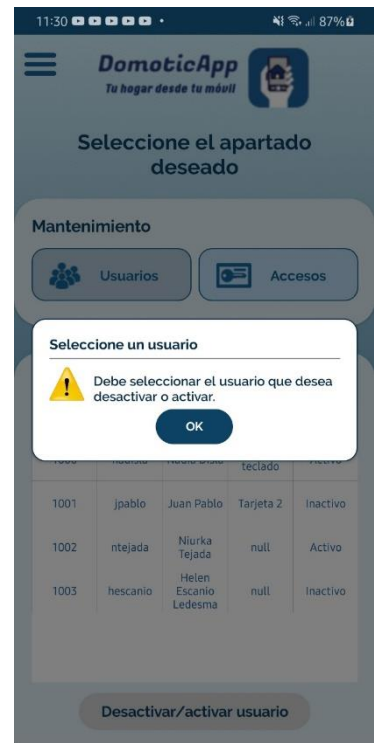 11:30
87%
DomoticApp
Tu hogar desde tu móvil
Seleccione el apartado
deseado
Mantenimiento
Usuarios
Accesos
Seleccione un usuario
Debe seleccionar el usuario que desea
desactivar o activar.
OK
teclado
1001 jpablo Juan Pablo Tarjeta 2 Inactivo
1002 ntejada Niurka Tejada null Activo
1003 hescanio Helen Escanio Ledesma null Inactivo
Desactivar/activar usuario